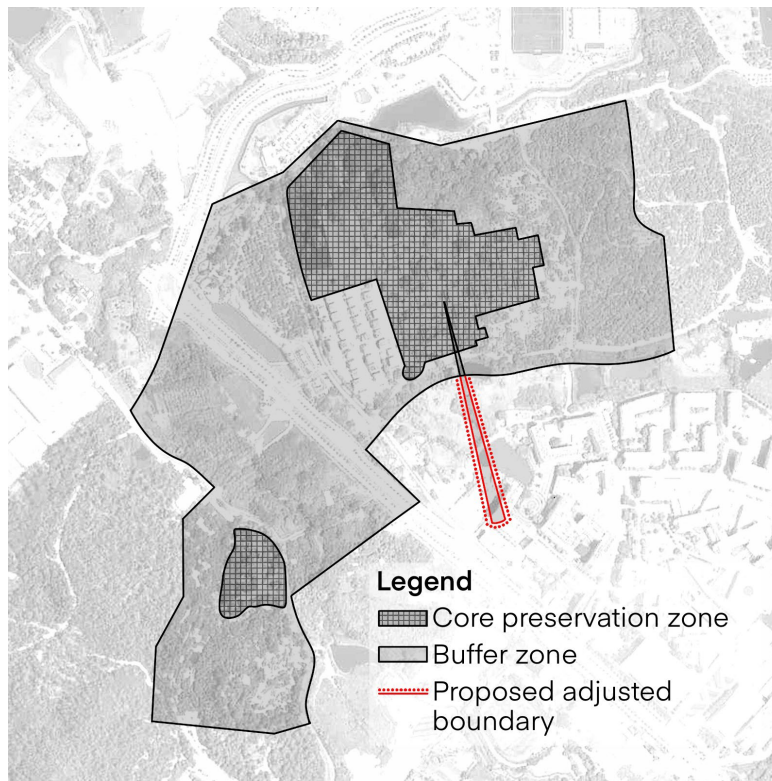 Legend
Core preservation zone
Buffer zone
Proposed adjusted
boundary